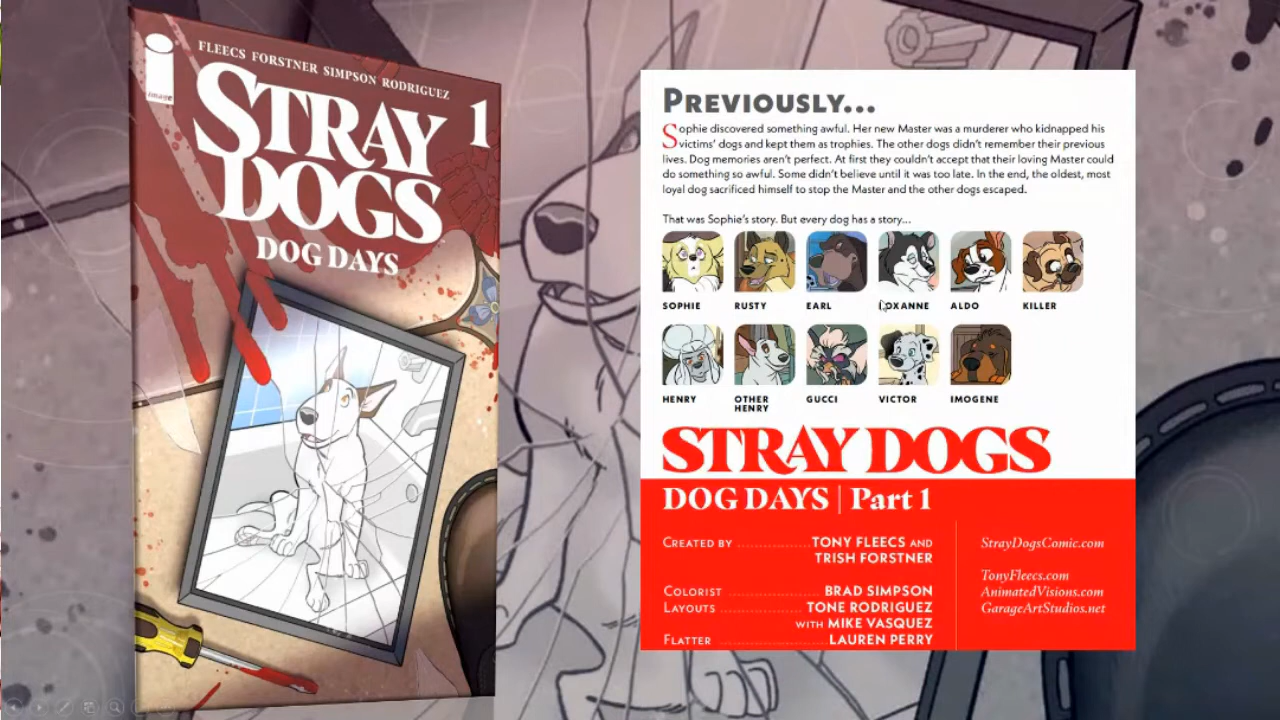 FLEECS FORSTNER SIMPSON RODRIGUEZ
image
STRAY
DOGS
1
DOG DAYS
PREVIOUSLY...
Sophie discovered something awful. Her new Master was a murderer who kidnapped his
victims' dogs and kept them as trophies. The other dogs didn't remember their previous
lives. Dog memories aren't perfect. At first they couldn't accept that their loving Master could
do something so awful. Some didn't believe until it was too late. In the end, the oldest, most
loyal dog sacrificed himself to stop the Master and the other dogs escaped.
That was Sophie's story. But every dog has a story...
SOPHIE RUSTY EARL ROXANNE ALDO KILLER
HENRY OTHER HENRY GUCCI VICTOR IMOGENE
STRAY DOGS
DOG DAYS | Part 1
CREATED BY .................. TONY FLEECS AND
TRISH FORSTNER
COLORIST .................. BRAD SIMPSON
LAYOUTS .................. TONE RODRIGUEZ
WITH MIKE VASQUEZ
FLATTER .................. LAUREN PERRY
StrayDogsComic.com
TonyFleecs.com
AnimatedVisions.com
GarageArtStudios.net